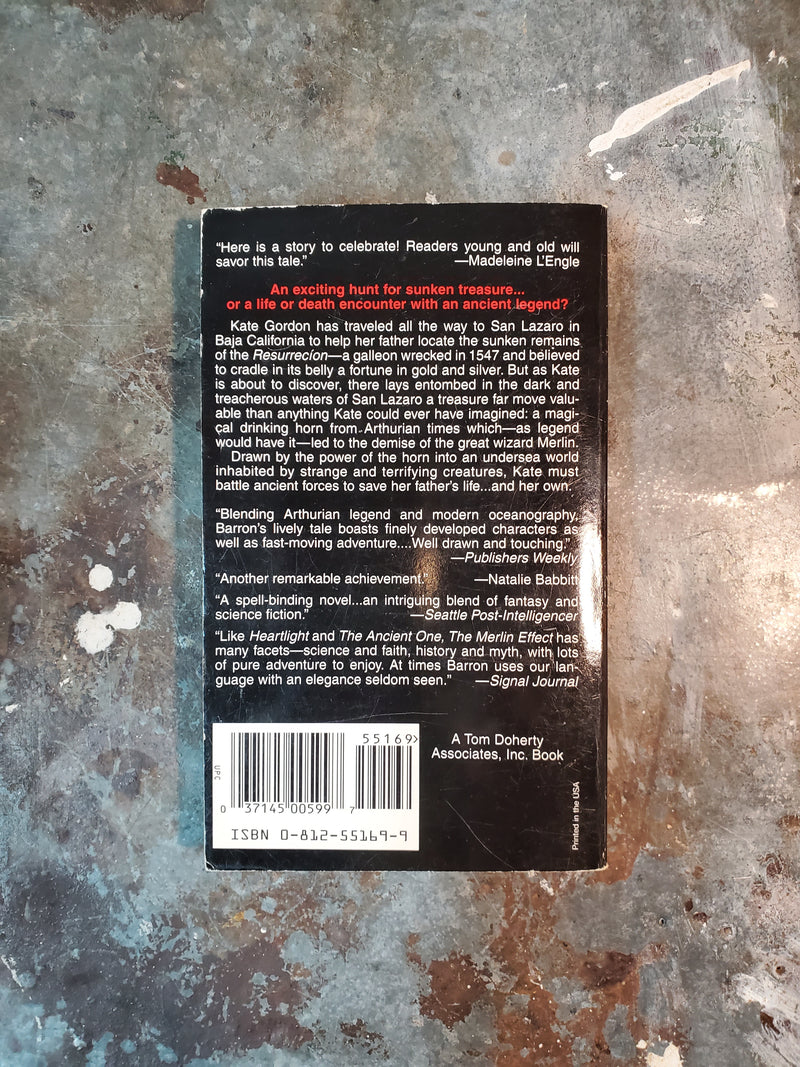 “Here is a story to celebrate! Readers young and old will
savor this tale.” —Madeleine L’Engle
An exciting hunt for sunken treasure...
or a life or death encounter with an ancient legend?
Kate Gordon has traveled all the way to San Lazaro in
Baja California to help her father locate the sunken remains
of the Resurrecíon—a galleon wrecked in 1547 and believed
to cradle in its belly a fortune in gold and silver. But as Kate
is about to discover, there lays entombed in the dark and
treacherous waters of San Lazaro a treasure far move valu-
able than anything Kate could ever have imagined: a magi-
cal drinking horn from Arthurian times which—as legend
would have it—led to the demise of the great wizard Merlin.
Drawn by the power of the horn into an undersea world
inhabited by strange and terrifying creatures, Kate must
battle ancient forces to save her father’s life...and her own.
“Blending Arthurian legend and modern oceanography,
Barron’s lively tale boasts finely developed characters as
well as fast-moving adventure....Well drawn and touching.”
—Publishers Weekly
“Another remarkable achievement.” —Natalie Babbitt
“A spell-binding novel...an intriguing blend of fantasy and
science fiction.” —Seattle Post-Intelligencer
“Like Heartlight and The Ancient One, The Merlin Effect has
many facets—science and faith, history and myth, with lots
of pure adventure to enjoy. At times Barron uses our lan-
guage with an elegance seldom seen.” —Signal Journal
55169>
UPC
0 37145 00599 7
ISBN 0-812-55169-9
A Tom Doherty
Associates, Inc. Book
Printed in the USA